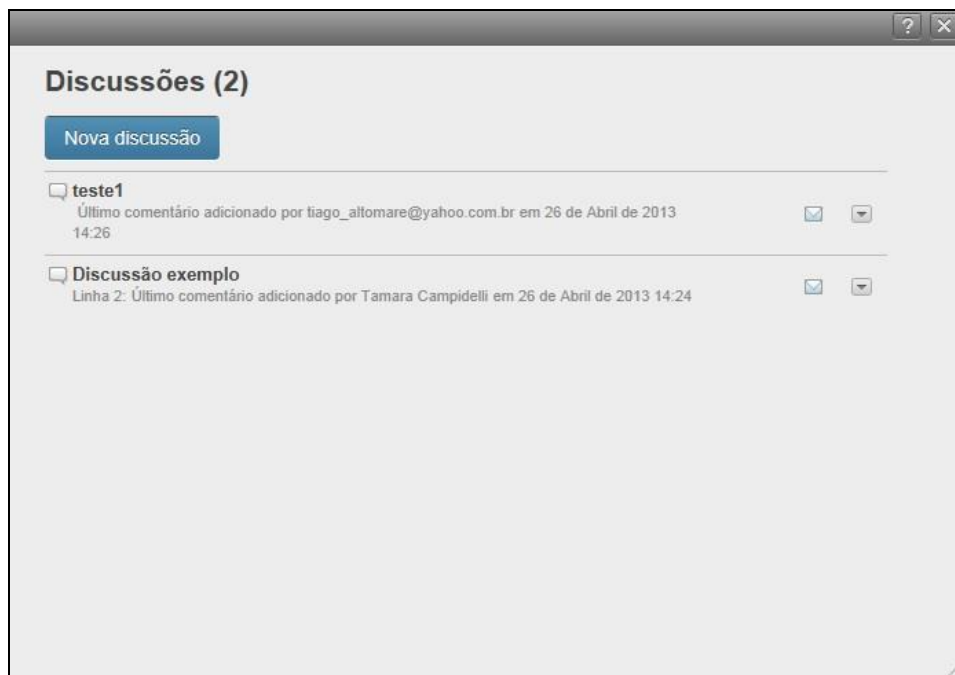 ?
Discussões (2)
Nova discussão
teste1
Último comentário adicionado por tiago_altomare@yahoo.com.br em 26 de Abril de 2013
14:26
Discussão exemplo
Linha 2: Último comentário adicionado por Tamara Campidelli em 26 de Abril de 2013 14:24